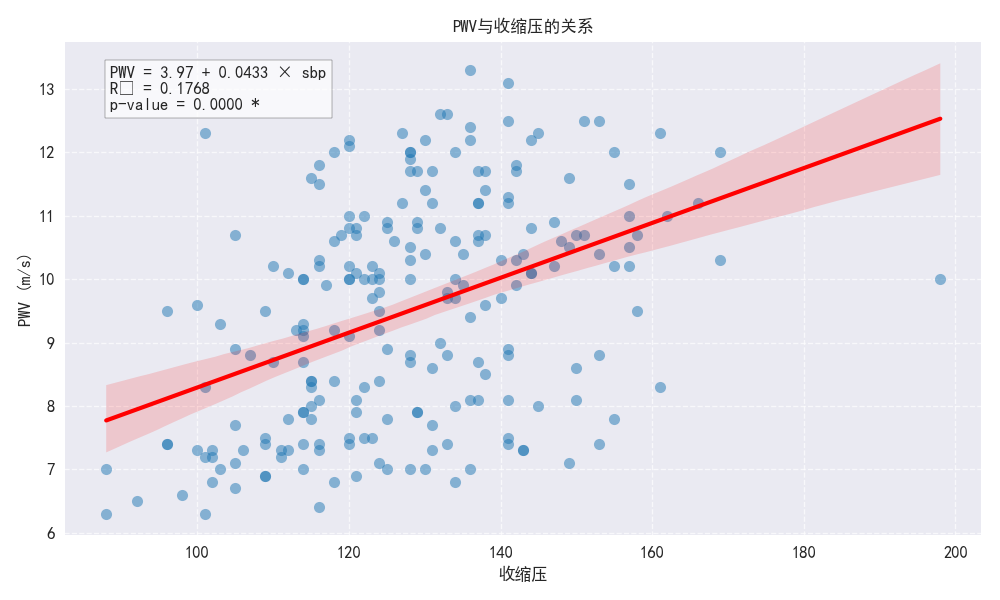 PWV与收缩压的关系
PWV = 3.97 + 0.0433 × sbp
R□ = 0.1768
p-value = 0.0000 *
PWV (m/s)
13
12
11
10
9
8
7
6
100 120 140 160 180 200
收缩压